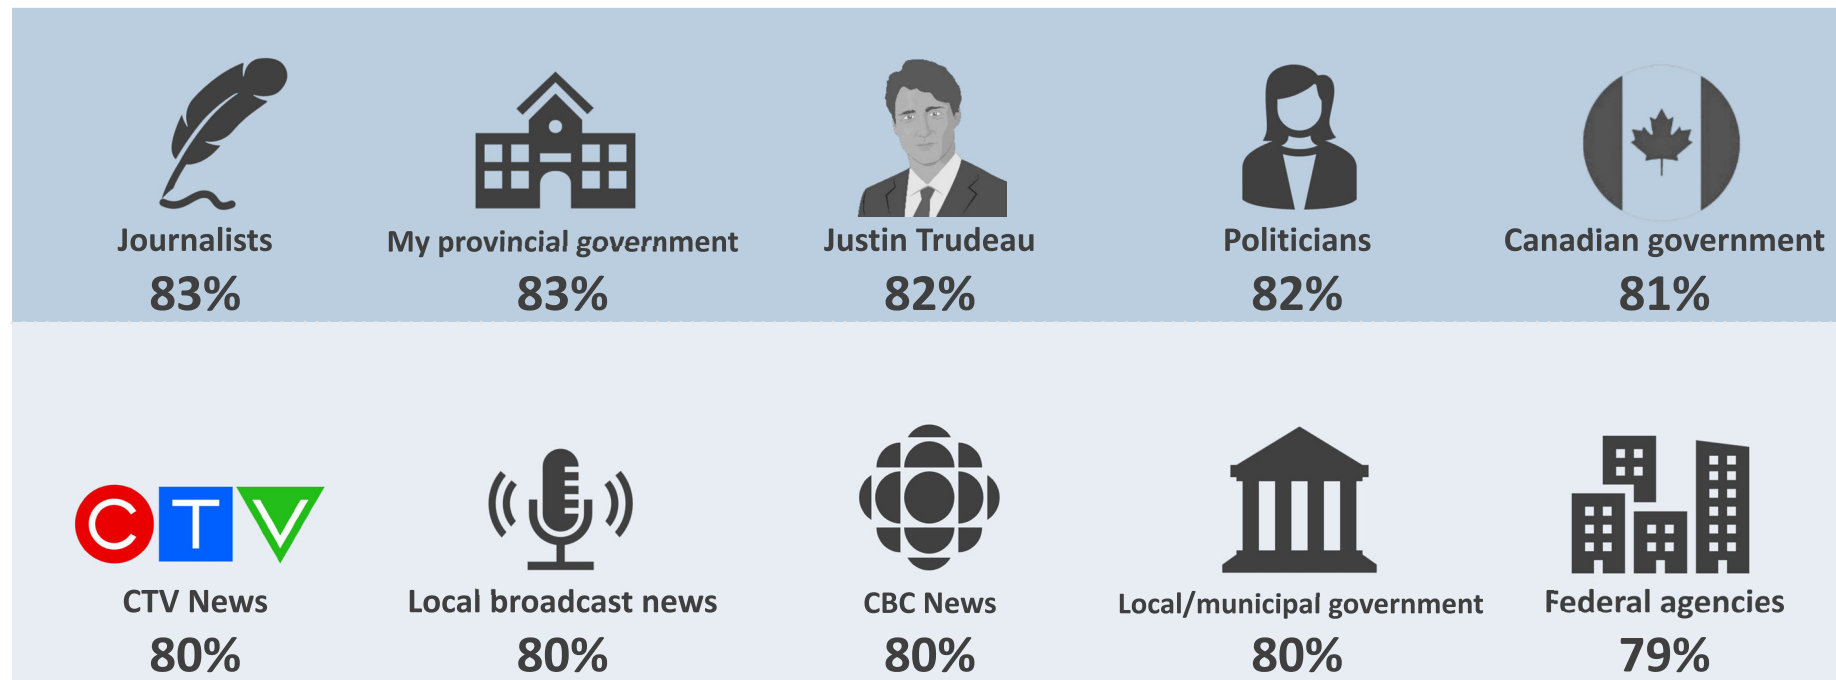 Journalists
83%
My provincial government
83%
Justin Trudeau
82%
Politicians
82%
Canadian government
81%
CTV
CTV News
80%
Local broadcast news
80%
CBC News
80%
Local/municipal government
80%
Federal agencies
79%